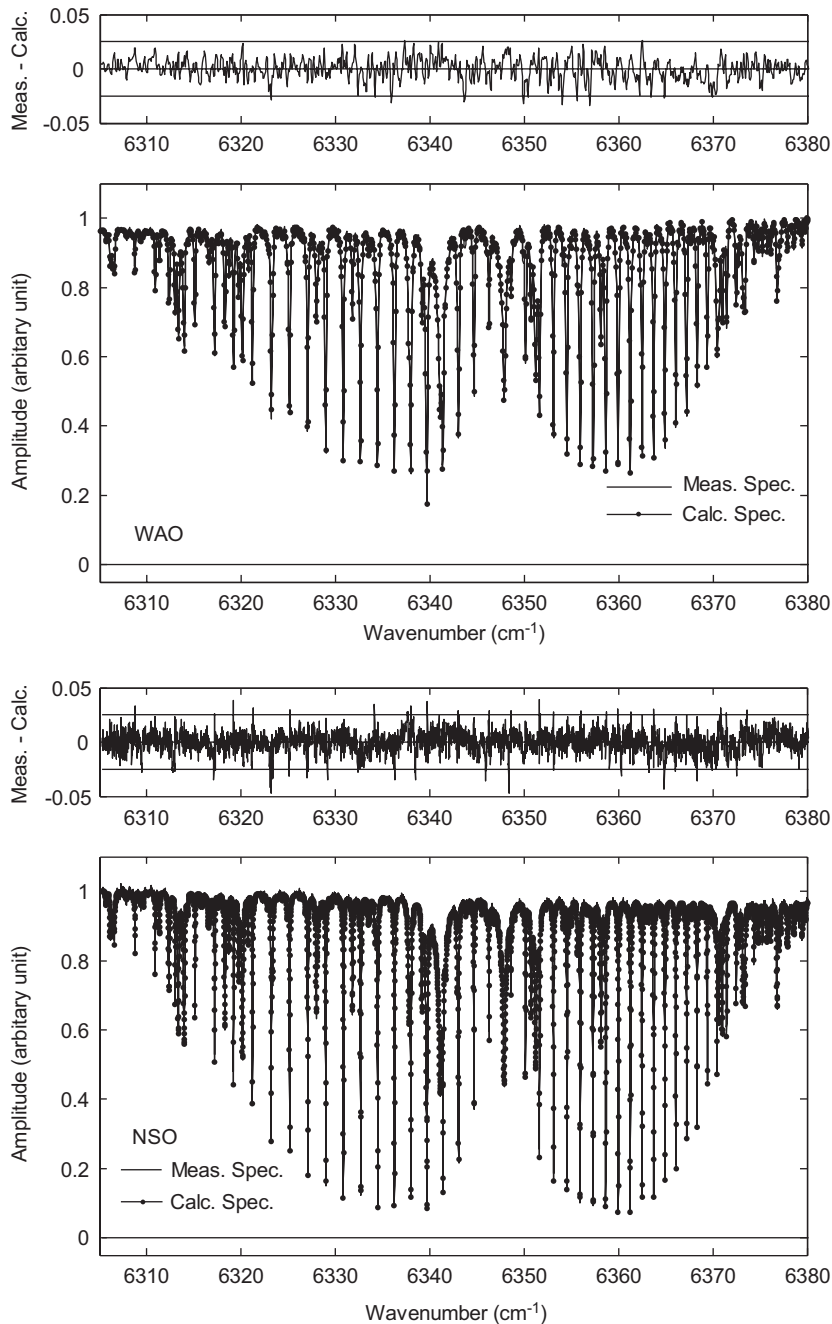 Meas. - Calc.
0.05
0
-0.05
6310 6320 6330 6340 6350 6360 6370 6380
Amplitude (arbitary unit)
1
0.8
0.6
0.4
0.2
0
WAO
Meas. Spec.
Calc. Spec.
6310 6320 6330 6340 6350 6360 6370 6380
Wavenumber (cm-1)
Meas. - Calc.
0.05
0
-0.05
6310 6320 6330 6340 6350 6360 6370 6380
Amplitude (arbitary unit)
1
0.8
0.6
0.4
0.2
0
NSO
Meas. Spec.
Calc. Spec.
6310 6320 6330 6340 6350 6360 6370 6380
Wavenumber (cm-1)